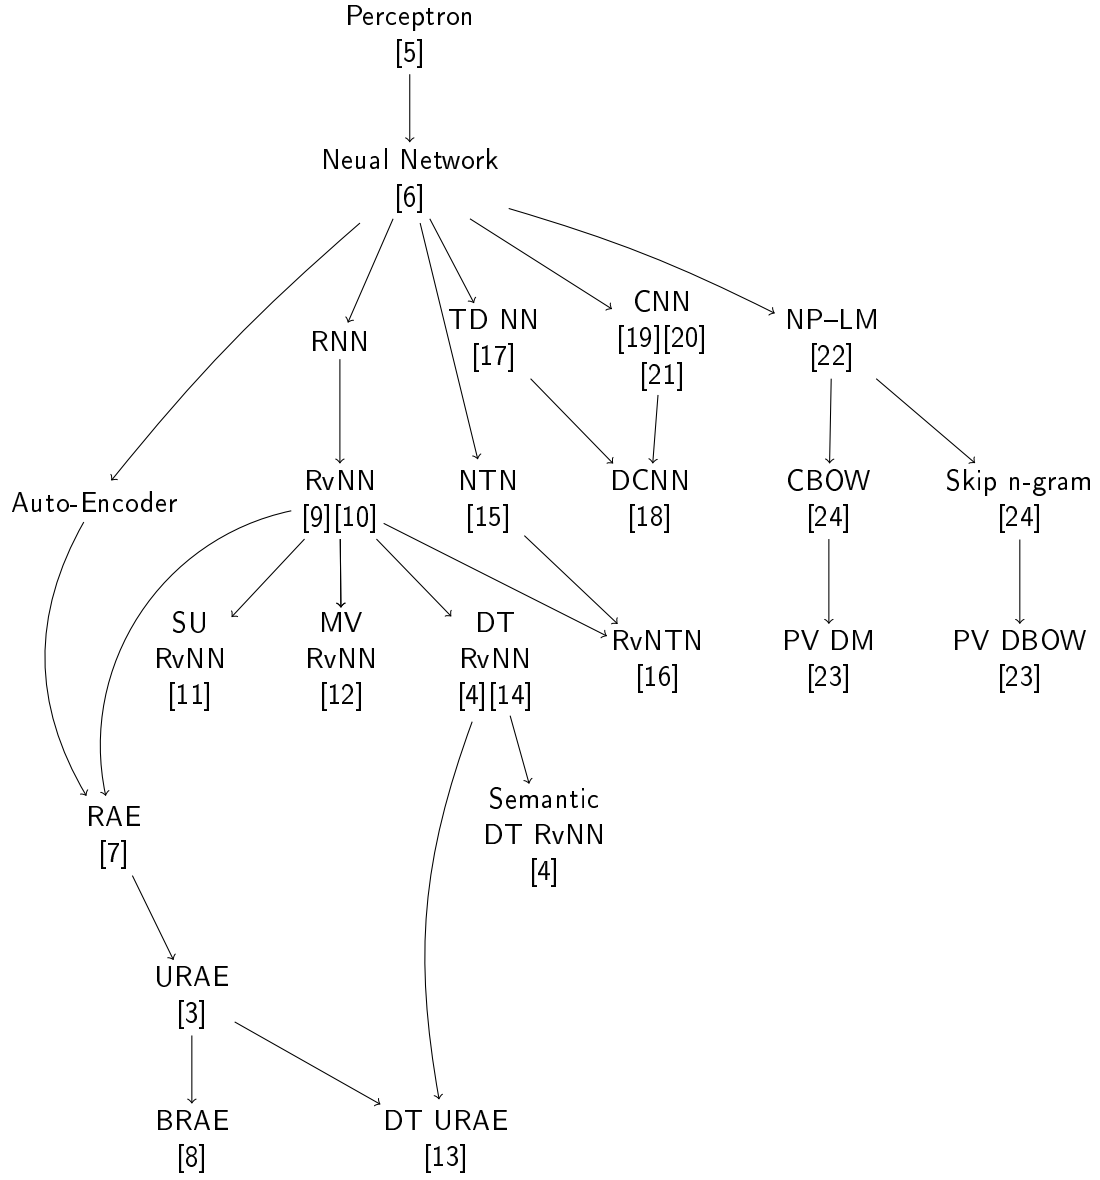 Perceptron
[5]
Neual Network
[6]
RNN
TD NN
[17]
CNN
[19][20]
[21]
NP–LM
[22]
Auto-Encoder
RvNN
[9][10]
NTN
[15]
DCNN
[18]
CBOW
[24]
Skip n-gram
[24]
SU
RvNN
[11]
MV
RvNN
[12]
DT
RvNN
[4][14]
RvNTN
[16]
PV DM
[23]
PV DBOW
[23]
RAE
[7]
Semantic
DT RvNN
[4]
URAE
[3]
BRAE
[8]
DT URAE
[13]